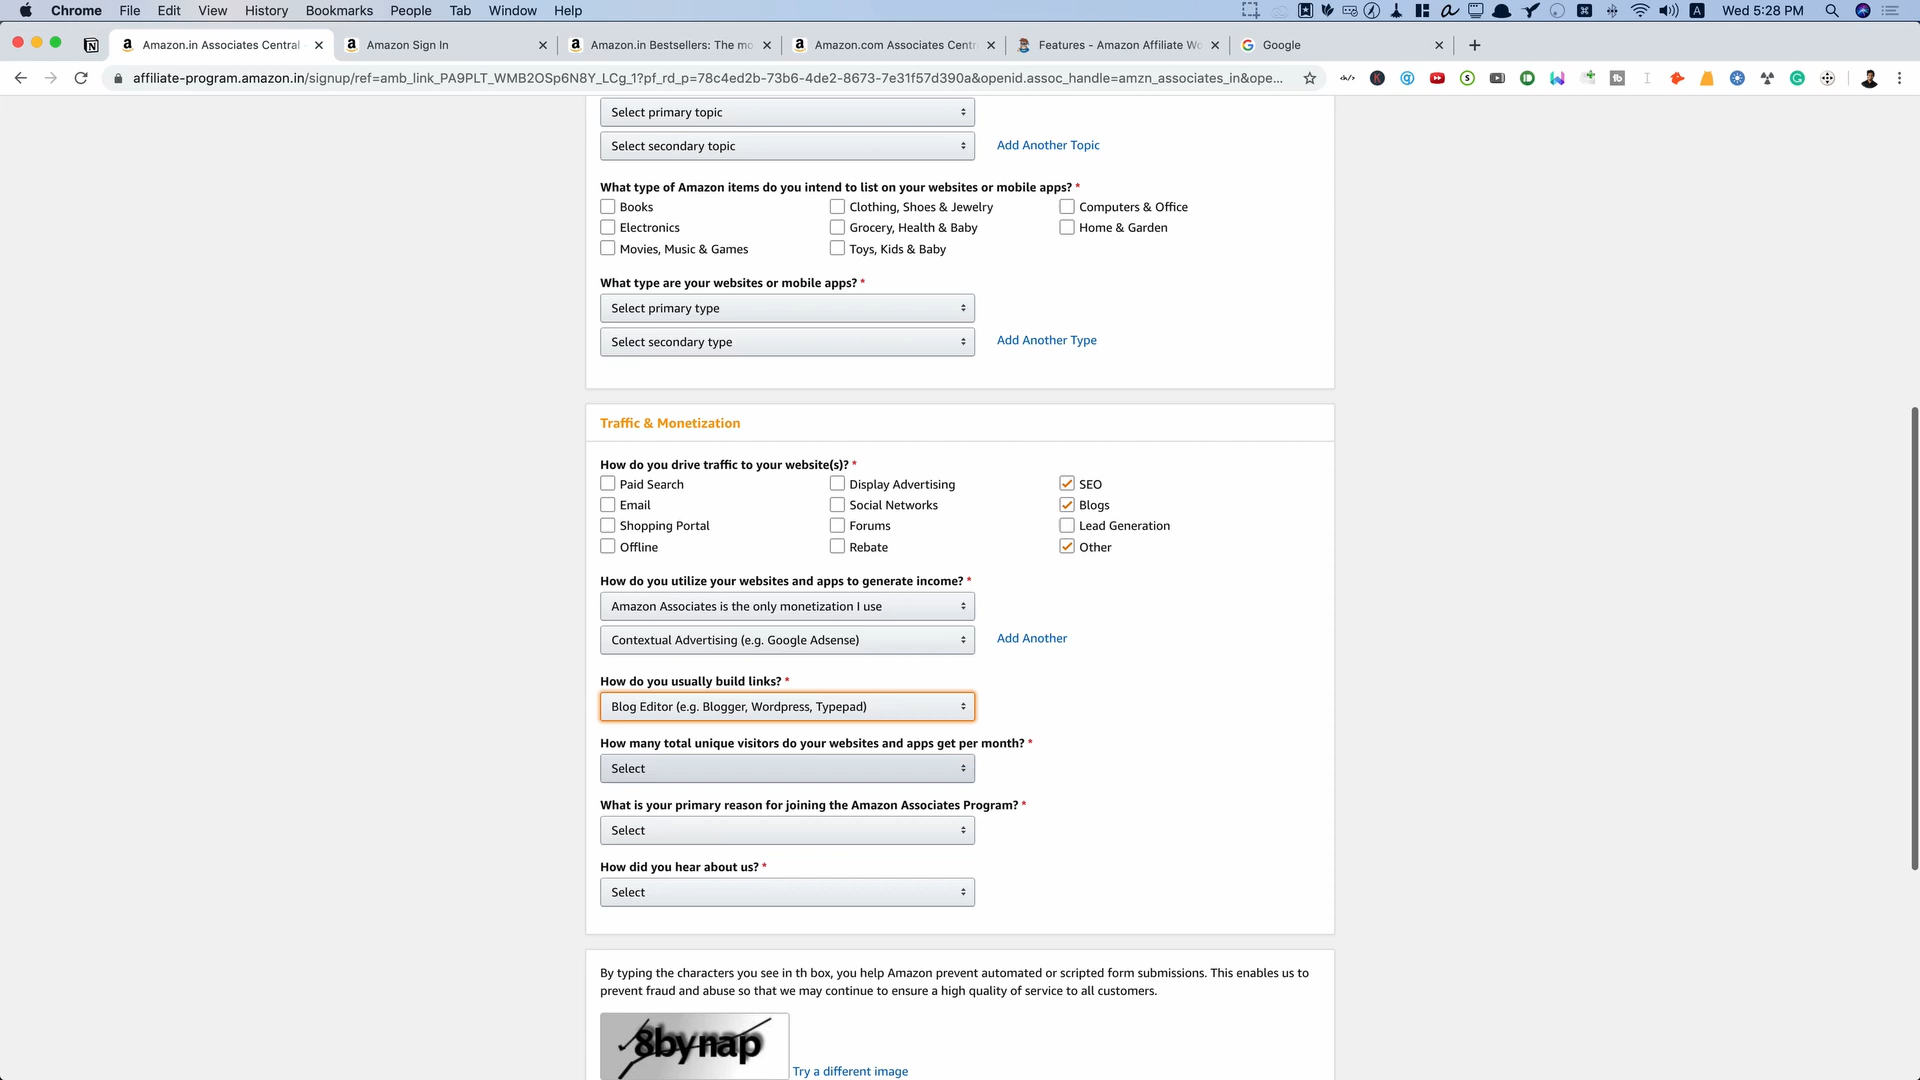 Chrome File Edit View History Bookmarks People Tab Window Help Wed 5:28 PM
Amazon.in Associates Central Amazon Sign In Amazon.in Bestsellers: The mo Amazon.com Associates Cent Features - Amazon Affiliate Wo Google
affiliate-program.amazon.in/signup/ref=amb_link_PA9PLT_WMB2OSp6N8Y_LCg_1?pf_rd_p=78c4ed2b-73b6-4de2-8673-7e31f57d390a&openid.assoc_handle=amzn_associates_in&ope...
Select primary topic
Select secondary topic Add Another Topic
What type of Amazon items do you intend to list on your websites or mobile apps? *
Books Clothing, Shoes & Jewelry Computers & Office
Electronics Grocery, Health & Baby Home & Garden
Movies, Music & Games Toys, Kids & Baby
What type are your websites or mobile apps? *
Select primary type
Select secondary type Add Another Type
Traffic & Monetization
How do you drive traffic to your website(s)? *
Paid Search Display Advertising SEO
Email Social Networks Blogs
Shopping Portal Forums Lead Generation
Offline Rebate Other
How do you utilize your websites and apps to generate income? *
Amazon Associates is the only monetization I use
Contextual Advertising (e.g. Google Adsense) Add Another
How do you usually build links? *
Blog Editor (e.g. Blogger, Wordpress, Typepad)
How many total unique visitors do your websites and apps get per month? *
Select
What is your primary reason for joining the Amazon Associates Program? *
Select
How did you hear about us? *
Select
By typing the characters you see in th box, you help Amazon prevent automated or scripted form submissions. This enables us to
prevent fraud and abuse so that we may continue to ensure a high quality of service to all customers.
8bynap
Try a different image